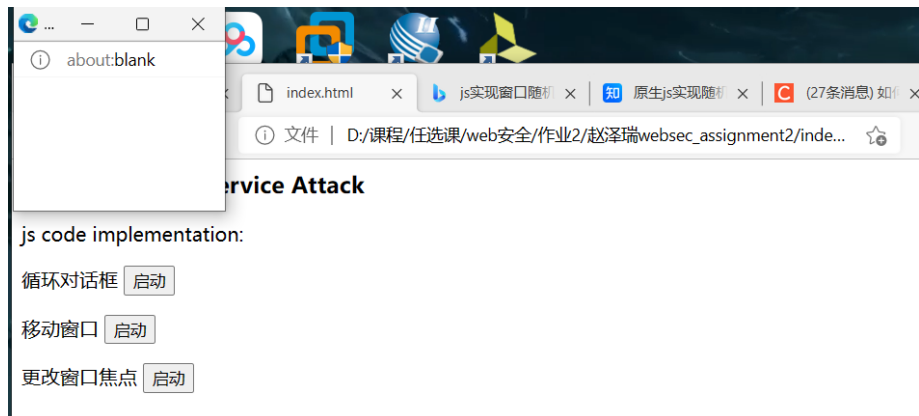 ...
about:blank
index.html
js实现窗口随机
原生js实现随机
(27条消息) 如
文件 | D:/课程/任选课/web安全/作业2/赵泽瑞websec_assignment2/inde...
ervice Attack
js code implementation:
循环对话框 启动
移动窗口 启动
更改窗口焦点 启动